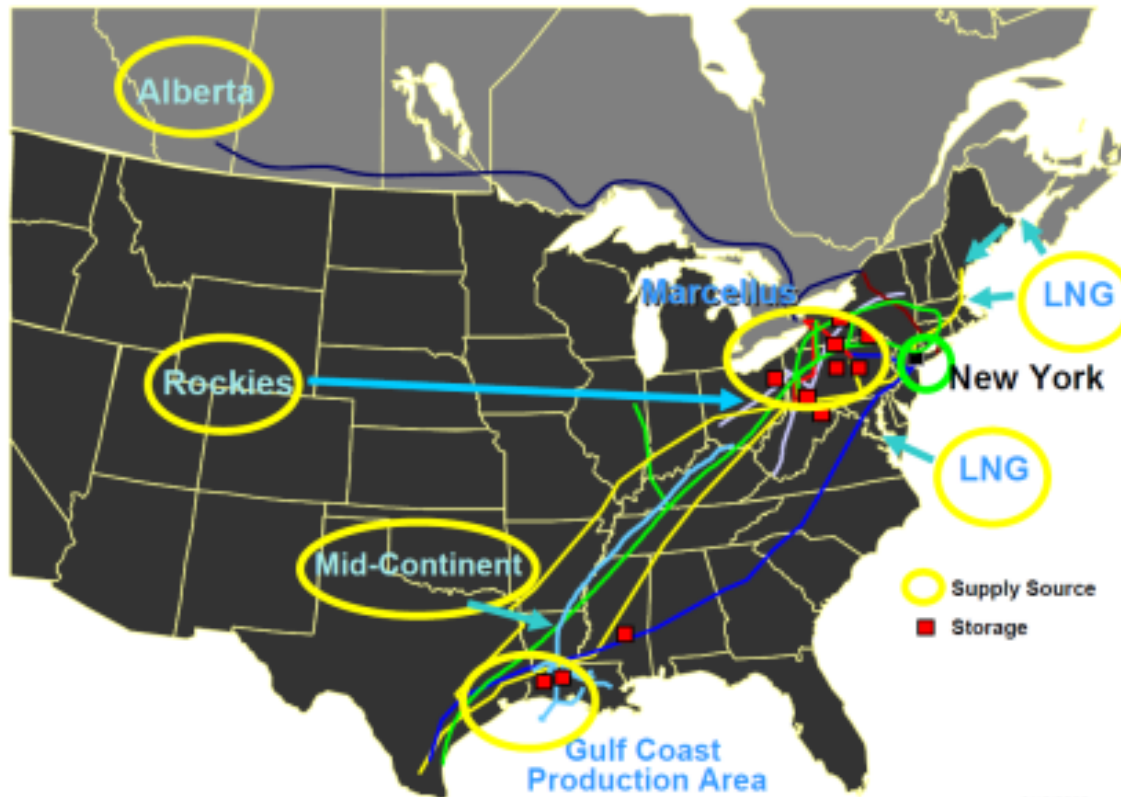 Alberta
Marcellus
LNG
Rockies
New York
LNG
Mid-Continent
Supply Source
Storage
Gulf Coast
Production Area